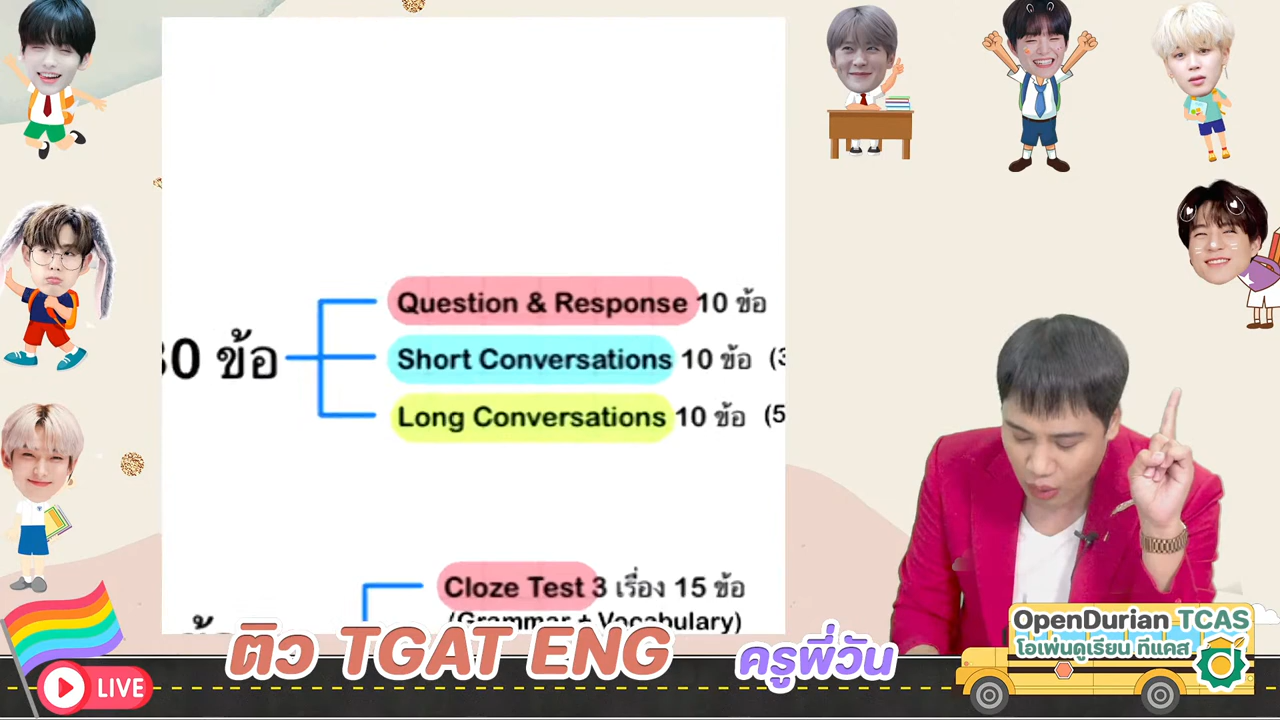 Question & Response 10 ข้อ
30 ข้อ
Short Conversations 10 ข้อ (3
Long Conversations 10 ข้อ (5
Cloze Test 3 เรื่อง 15 ข้อ
(Grammar + Vocabulary)
ติว TGAT ENG ครูพี่วัน
LIVE
OpenDurian TCAS
โอเพ่นดูเรียน ทีแคส